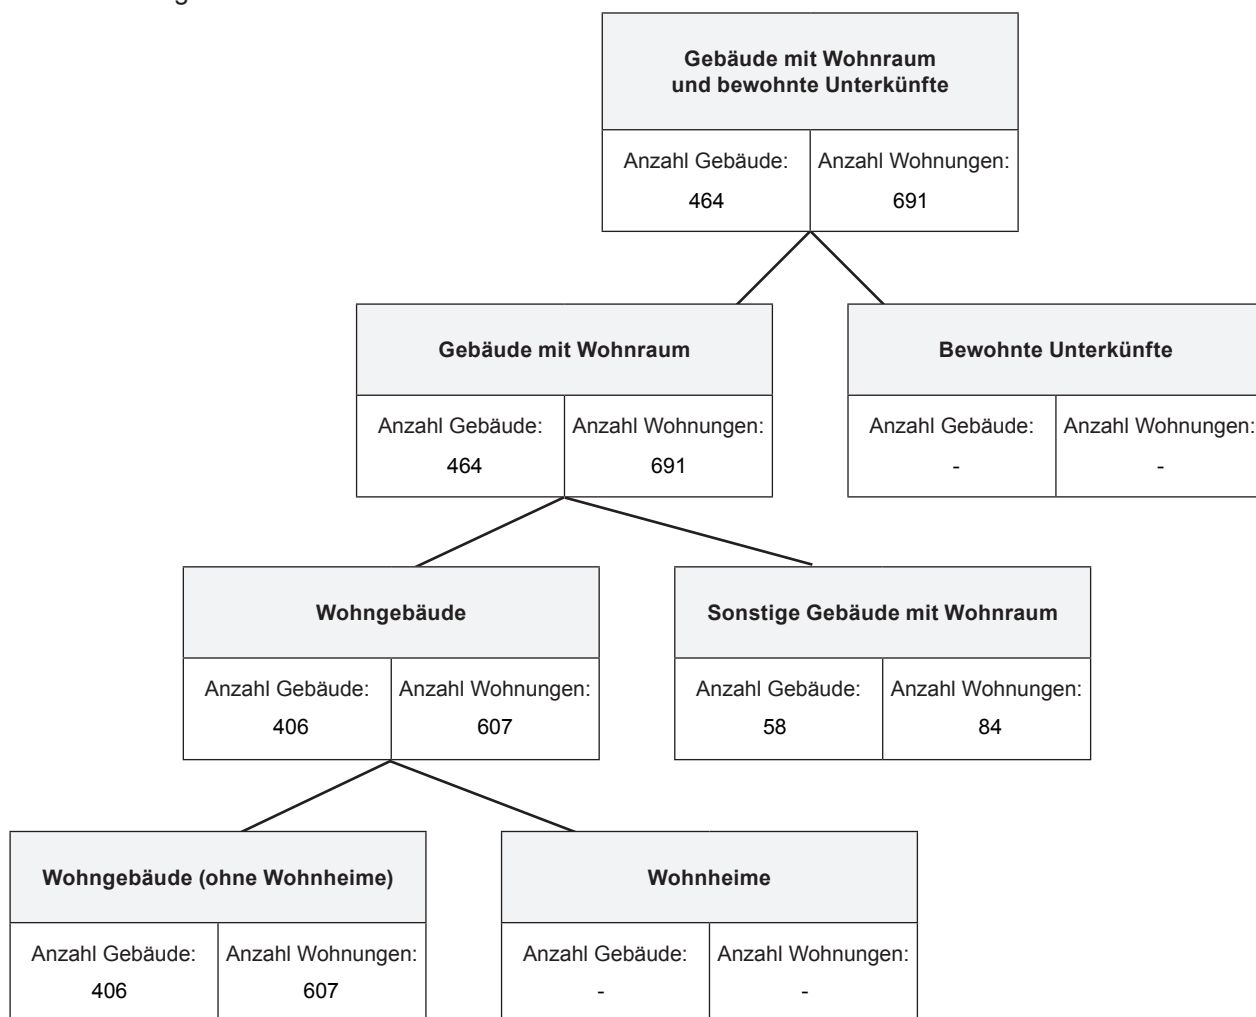 Gebäude mit Wohnraum
und bewohnte Unterkünfte
Anzahl Gebäude: Anzahl Wohnungen:
464 691
Gebäude mit Wohnraum
Anzahl Gebäude: Anzahl Wohnungen:
464 691
Bewohnte Unterkünfte
Anzahl Gebäude: Anzahl Wohnungen:
- -
Wohngebäude
Anzahl Gebäude: Anzahl Wohnungen:
406 607
Sonstige Gebäude mit Wohnraum
Anzahl Gebäude: Anzahl Wohnungen:
58 84
Wohngebäude (ohne Wohnheime)
Anzahl Gebäude: Anzahl Wohnungen:
406 607
Wohnheime
Anzahl Gebäude: Anzahl Wohnungen:
- -